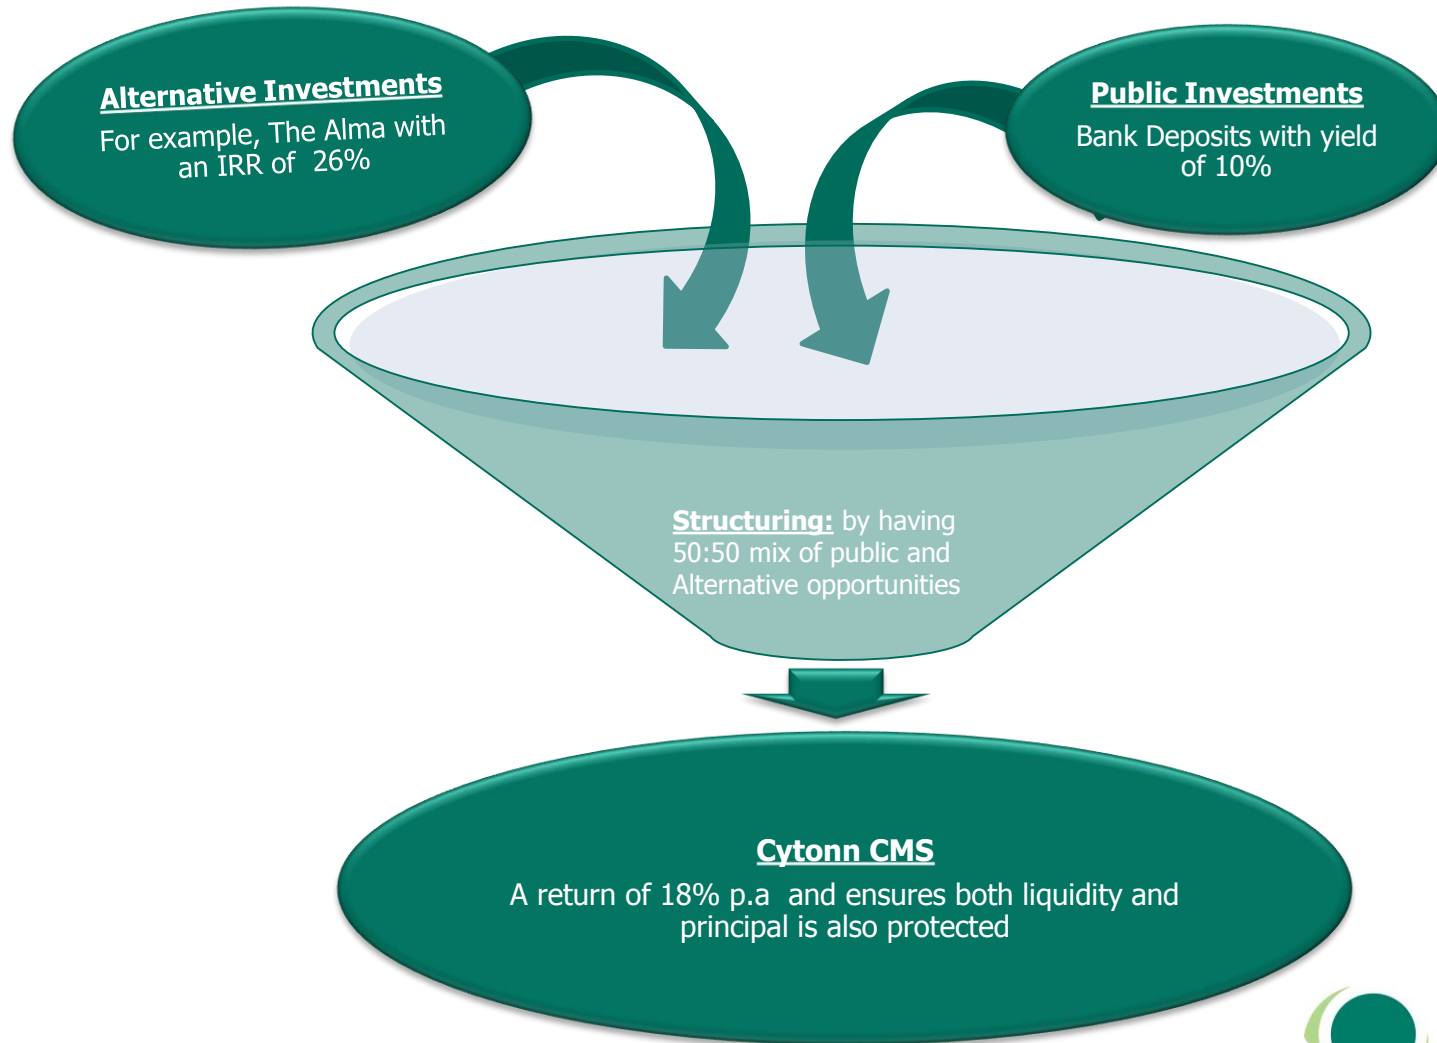 Alternative Investments
For example, The Alma with
an IRR of 26%
Public Investments
Bank Deposits with yield
of 10%
Structuring: by having
50:50 mix of public and
Alternative opportunities
Cytonn CMS
A return of 18% p.a and ensures both liquidity and
principal is also protected